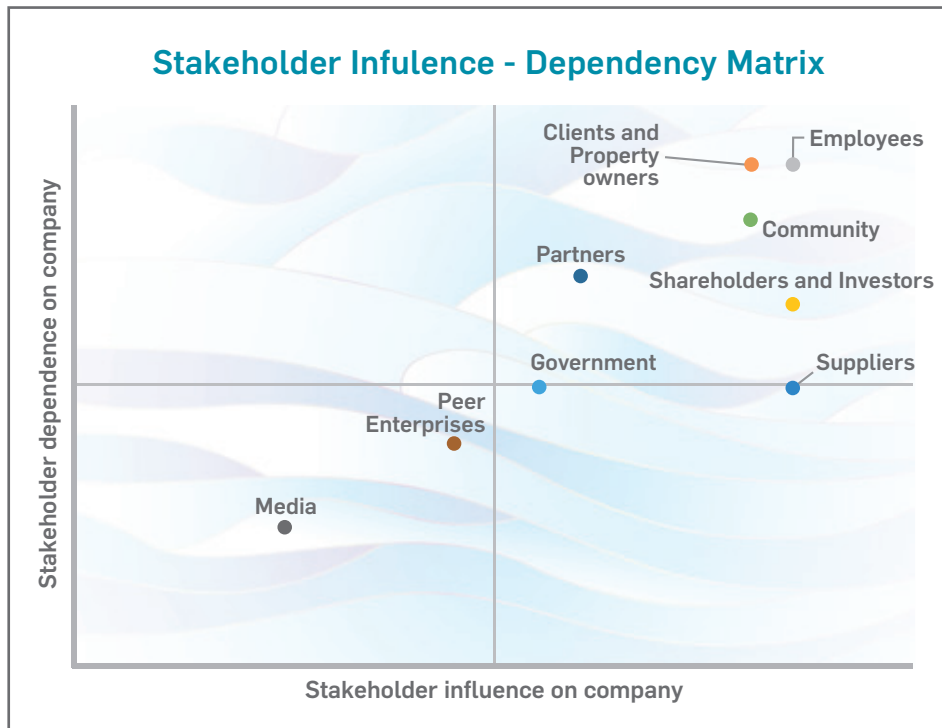 Stakeholder Infulence - Dependency Matrix
Stakeholder dependence on company
Clients and
Property
owners
Employees
Community
Partners
Shareholders and Investors
Government
Suppliers
Peer
Enterprises
Media
Stakeholder influence on company